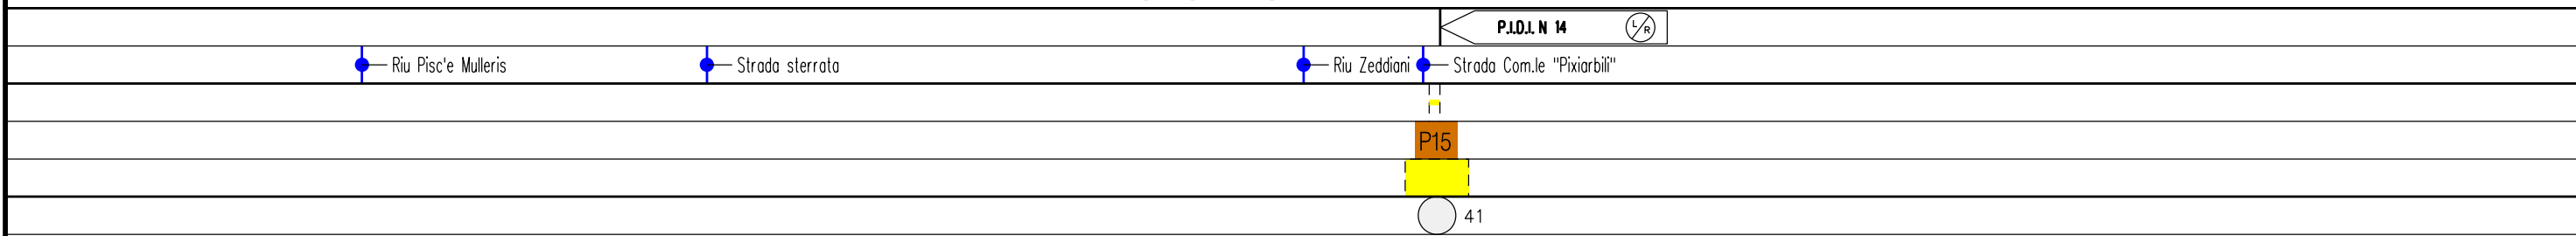 P.I.D.I. N 14 L/R
Riu Pisc'e Mulleris Strada sterrata Riu Zeddiani Strada Com.le "Pixiarbili"
P15
41